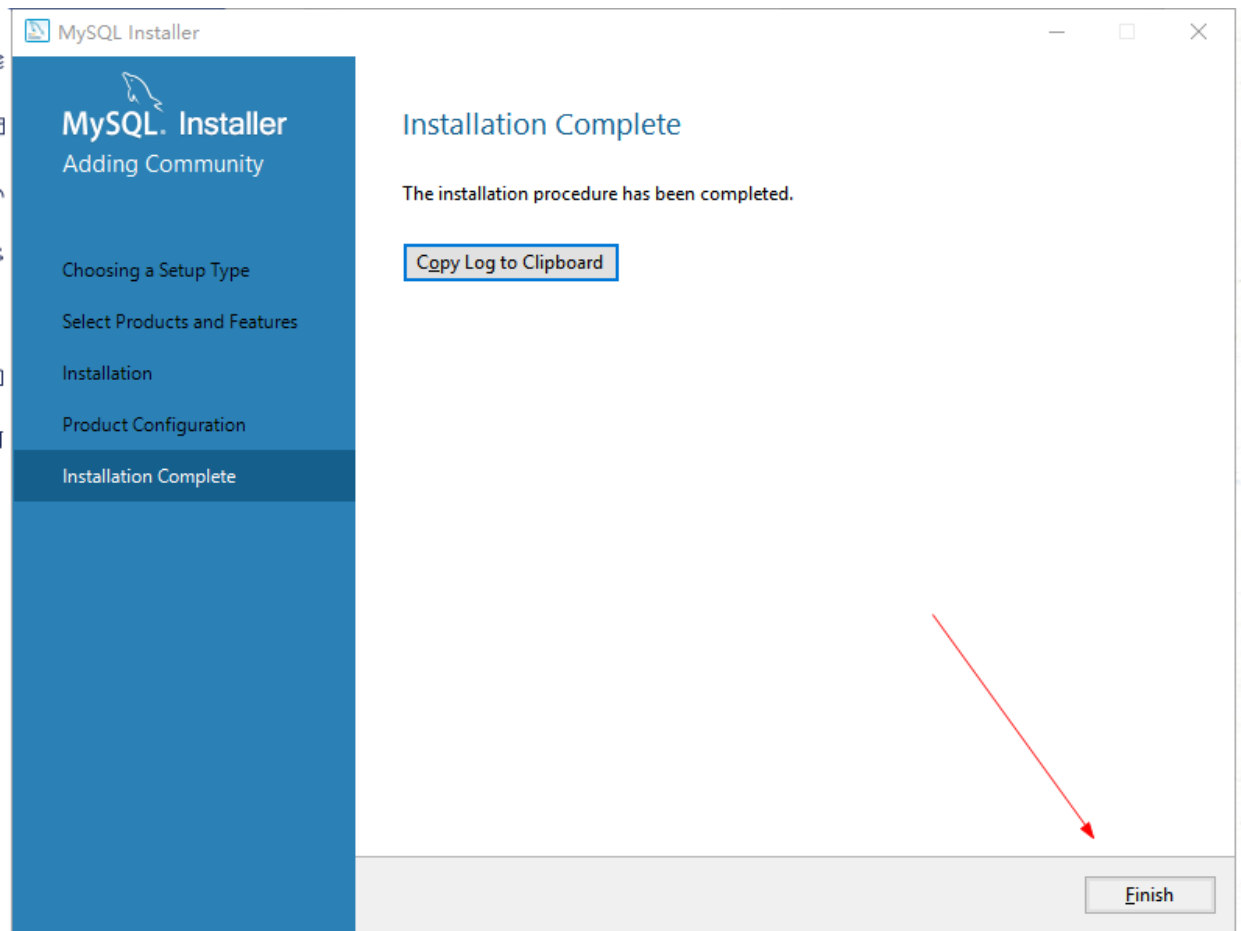 MySQL Installer
MySQL. Installer
Adding Community
Choosing a Setup Type
Select Products and Features
Installation
Product Configuration
Installation Complete
Installation Complete
The installation procedure has been completed.
Copy Log to Clipboard
Finish